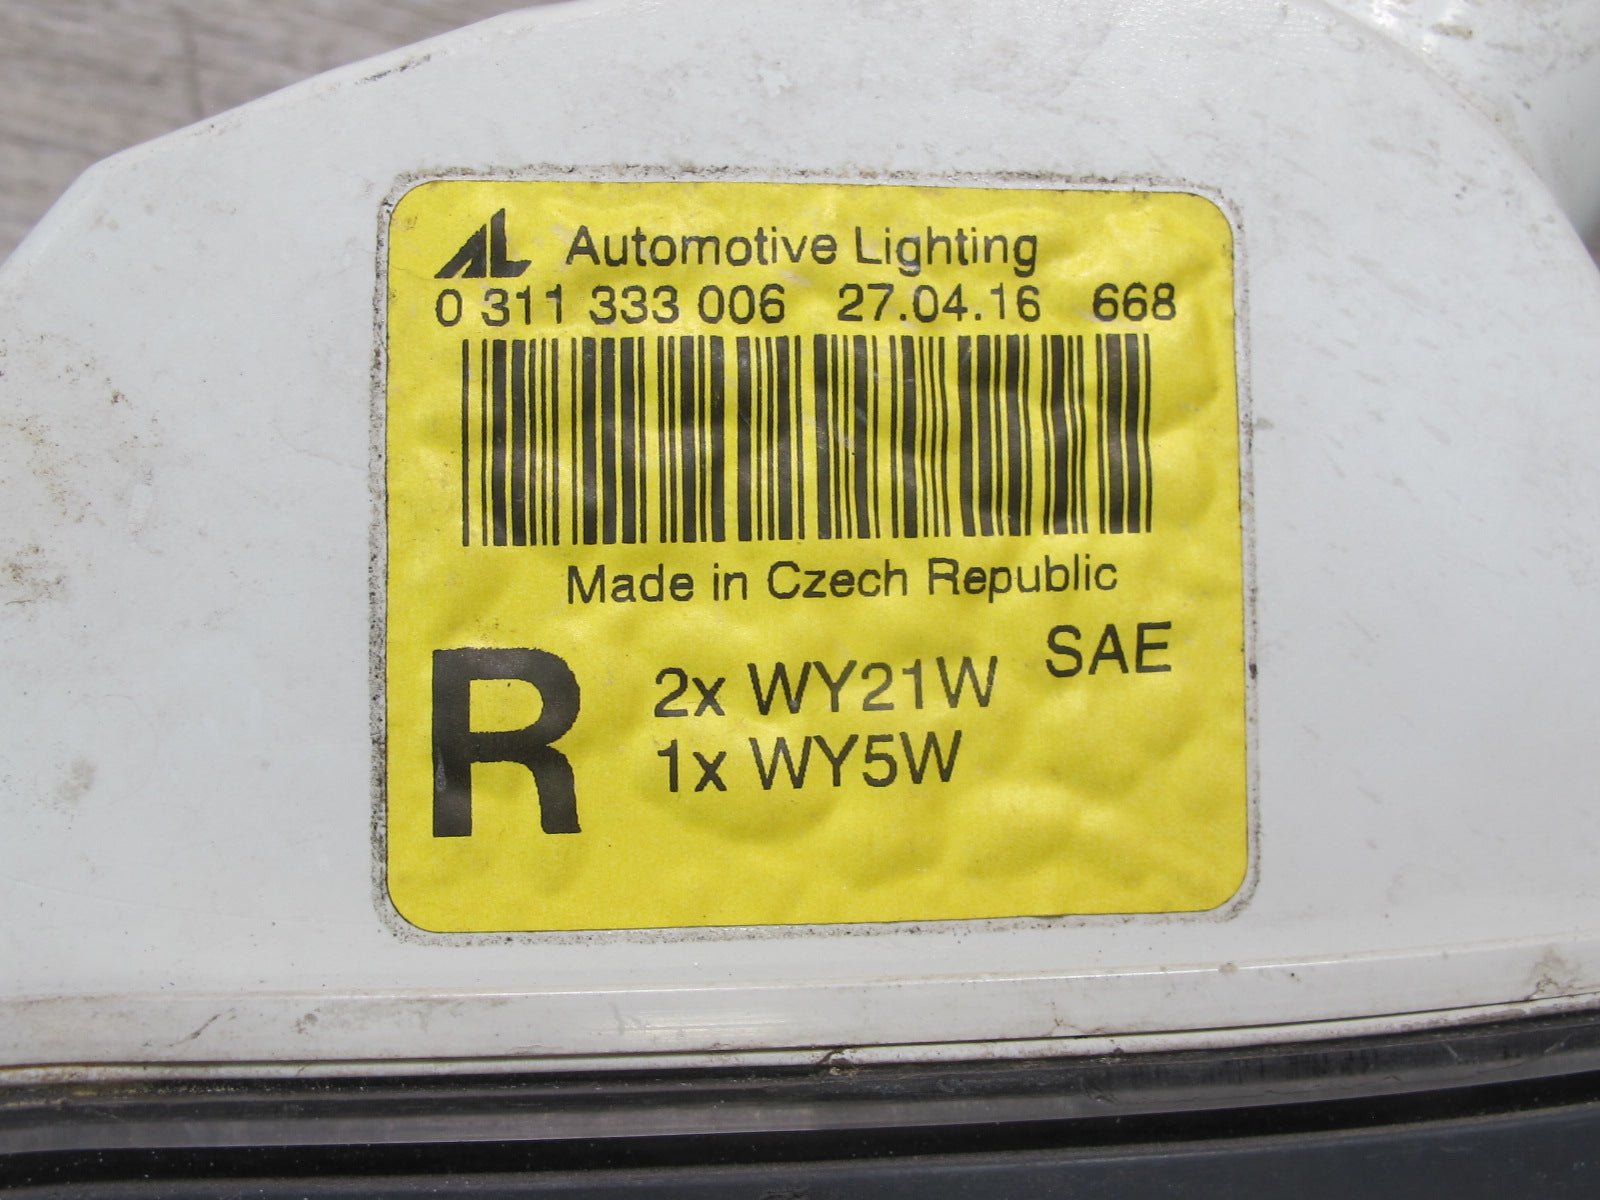 AL Automotive Lighting
0 311 333 006 27.04.16 668
Made in Czech Republic
SAE
R 2x WY21W
1x WY5W